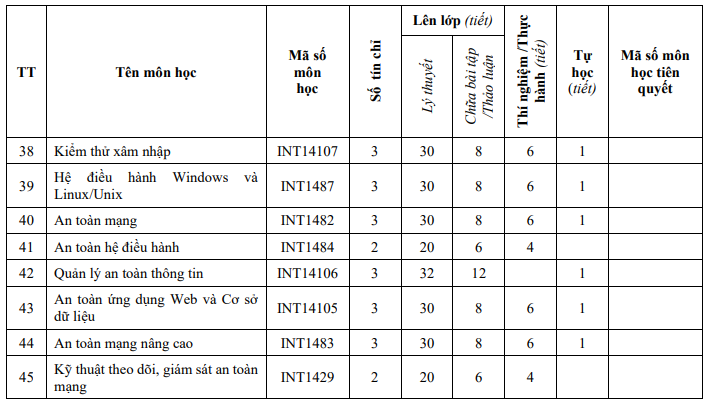 TT
Tên môn học
Mã số
môn
học
Số tín chỉ
Lên lớp (tiết)
Lý thuyết
Chữa bài tập
/Thảo luận
Thí nghiệm /Thực
hành (tiết)
Tự
học
(tiết)
Mã số môn
học tiên
quyết
38 Kiểm thử xâm nhập INT14107 3 30 8 6 1
39 Hệ điều hành Windows và
Linux/Unix INT1487 3 30 8 6 1
40 An toàn mạng INT1482 3 30 8 6 1
41 An toàn hệ điều hành INT1484 2 20 6 4
42 Quản lý an toàn thông tin INT14106 3 32 12 1
43 An toàn ứng dụng Web và Cơ sở
dữ liệu INT14105 3 30 8 6 1
44 An toàn mạng nâng cao INT1483 3 30 8 6 1
45 Kỹ thuật theo dõi, giám sát an toàn
mạng INT1429 2 20 6 4